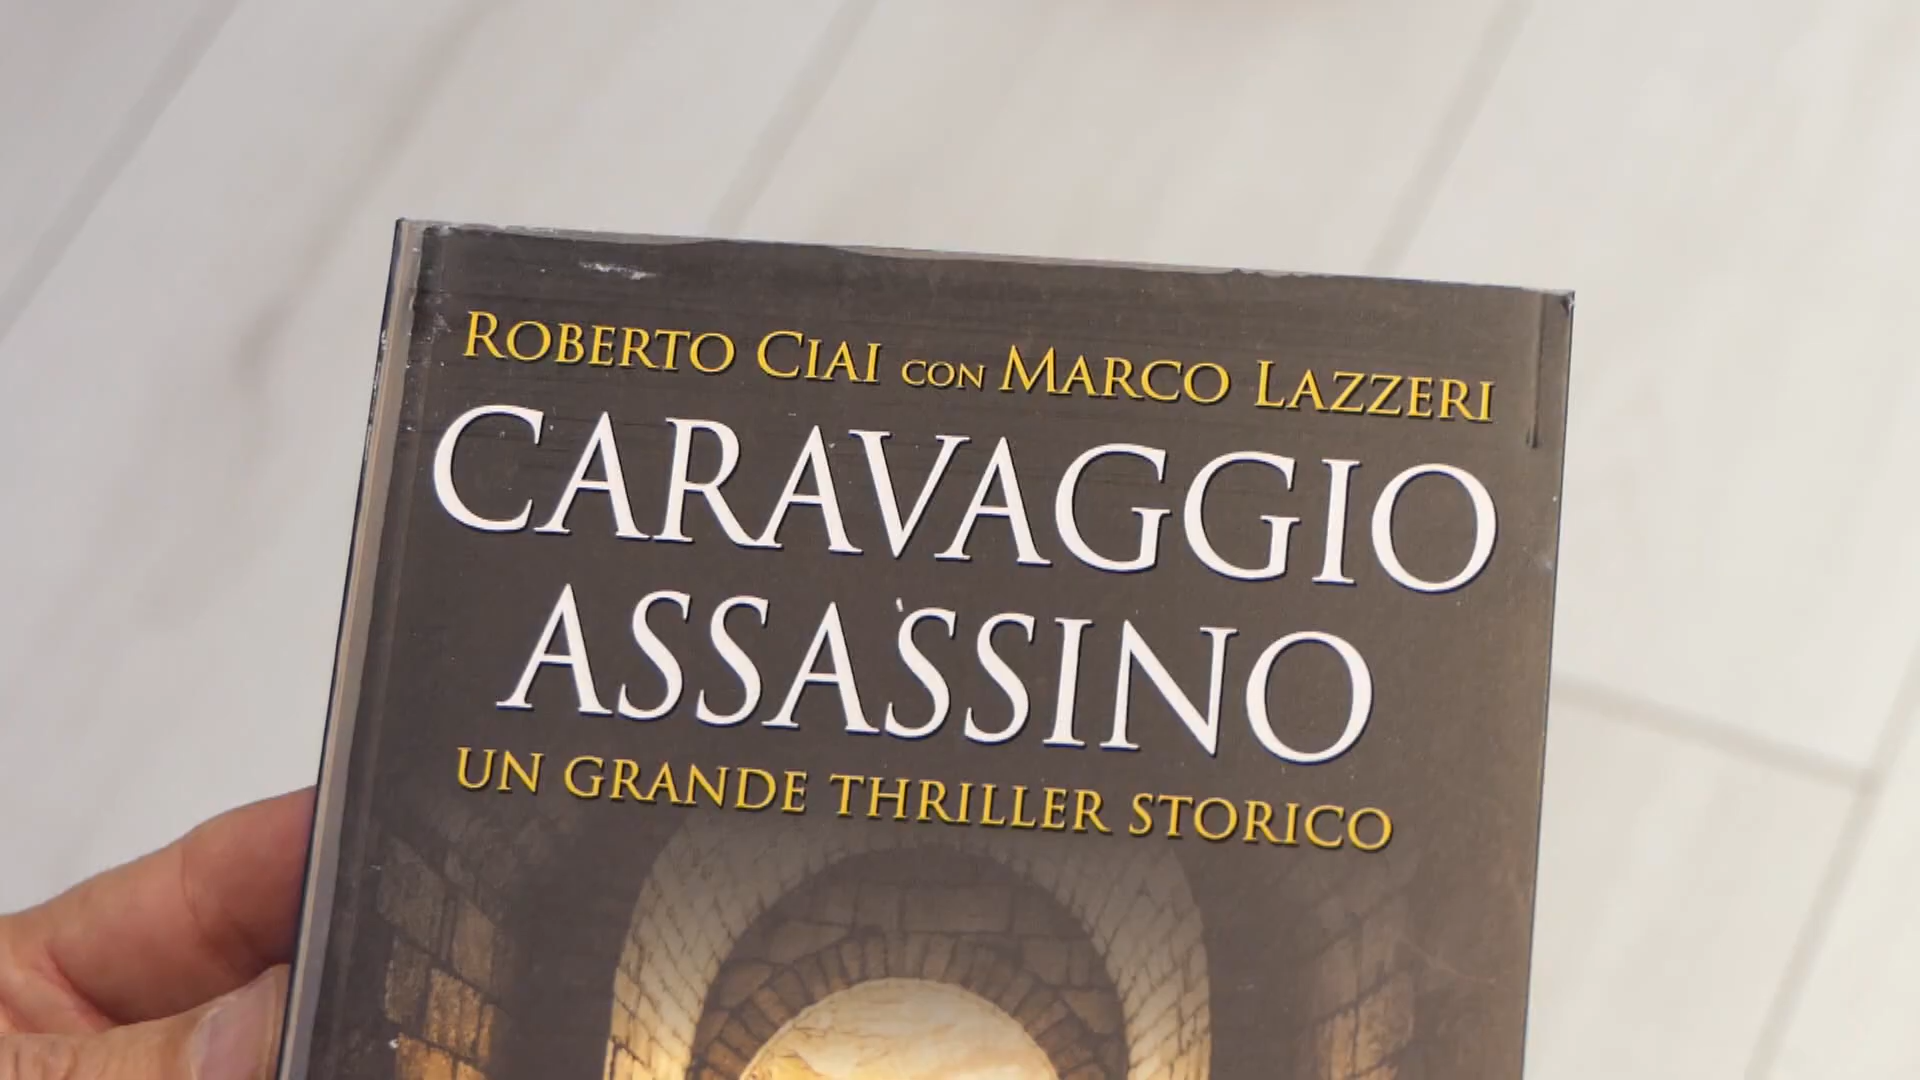 ROBERTO CIAI CON MARCO LAZZERI
CARAVAGGIO
ASSASSINO
UN GRANDE THRILLER STORICO